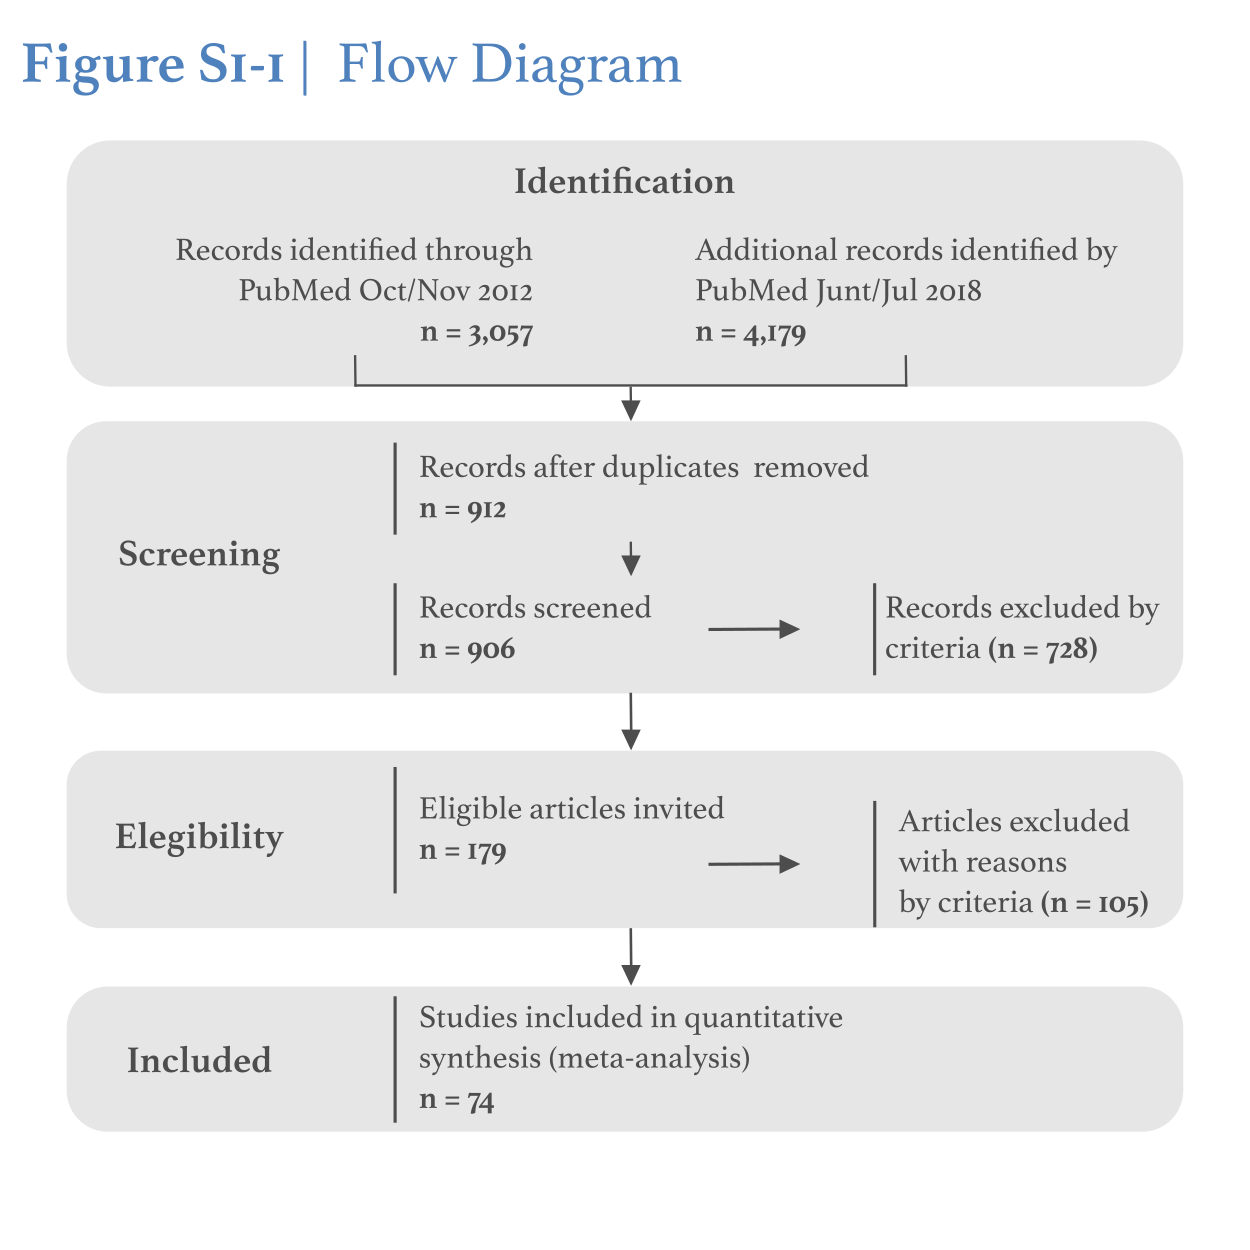 Figure S1-1 | Flow Diagram
Identification
Records identified through
PubMed Oct/Nov 2012
n = 3,057
Additional records identified by
PubMed Junt/Jul 2018
n = 4,179
Screening
Records after duplicates removed
n = 912
Records screened
n = 906
Records excluded by
criteria (n = 728)
Elegibility
Eligible articles invited
n = 179
Articles excluded
with reasons
by criteria (n = 105)
Included
Studies included in quantitative
synthesis (meta-analysis)
n = 74